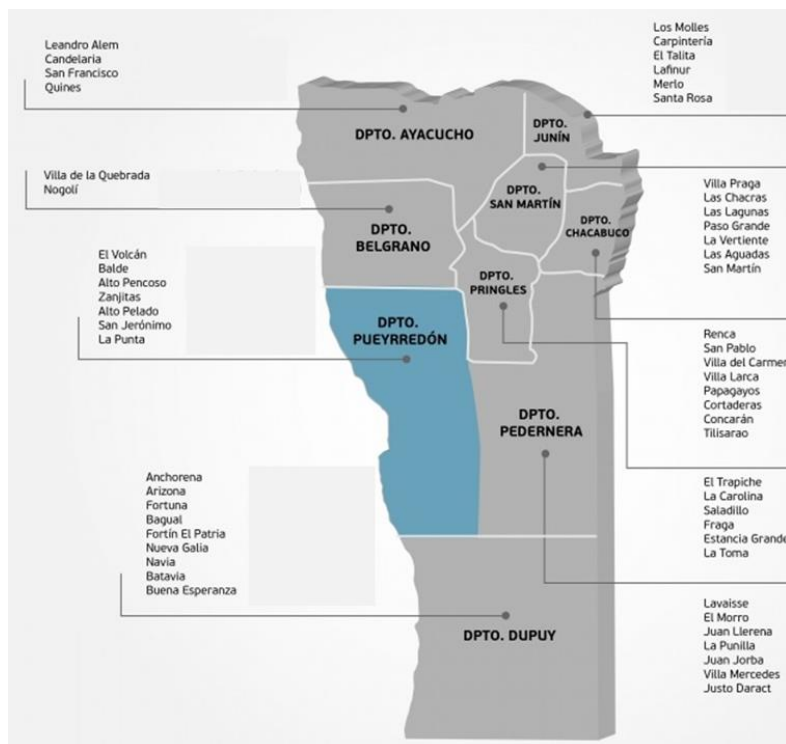 Leandro Alem
Candelaria
San Francisco
Quines
Los Molles
Carpintería
El Talita
Lafinur
Merlo
Santa Rosa
DPTO. AYACUCHO
DPTO.
JUNÍN
Villa de la Quebrada
Nogolí
DPTO.
SAN MARTÍN
Villa Praga
Las Chacras
Las Lagunas
Paso Grande
La Vertiente
Las Aguadas
San Martín
DPTO.
BELGRANO
DPTO.
CHACABUCO
El Volcán
Balde
Alto Pencoso
Zanjitas
Alto Pelado
San Jerónimo
La Punta
DPTO.
PRINGLES
DPTO.
PUEYRREDÓN
Renca
San Pablo
Villa del Carmen
Villa Larca
Papagayos
Cortaderas
Concarán
Tilisarao
DPTO.
PEDERNERA
Anchorena
Arizona
Fortuna
Bagual
Fortín El Patria
Nueva Galia
Navia
Batavia
Buena Esperanza
El Trapiche
La Carolina
Saladillo
Fraga
Estancia Grande
La Toma
DPTO. DUPUY
Lavaisse
El Morro
Juan Llerena
La Punilla
Juan Jorba
Villa Mercedes
Justo Daract